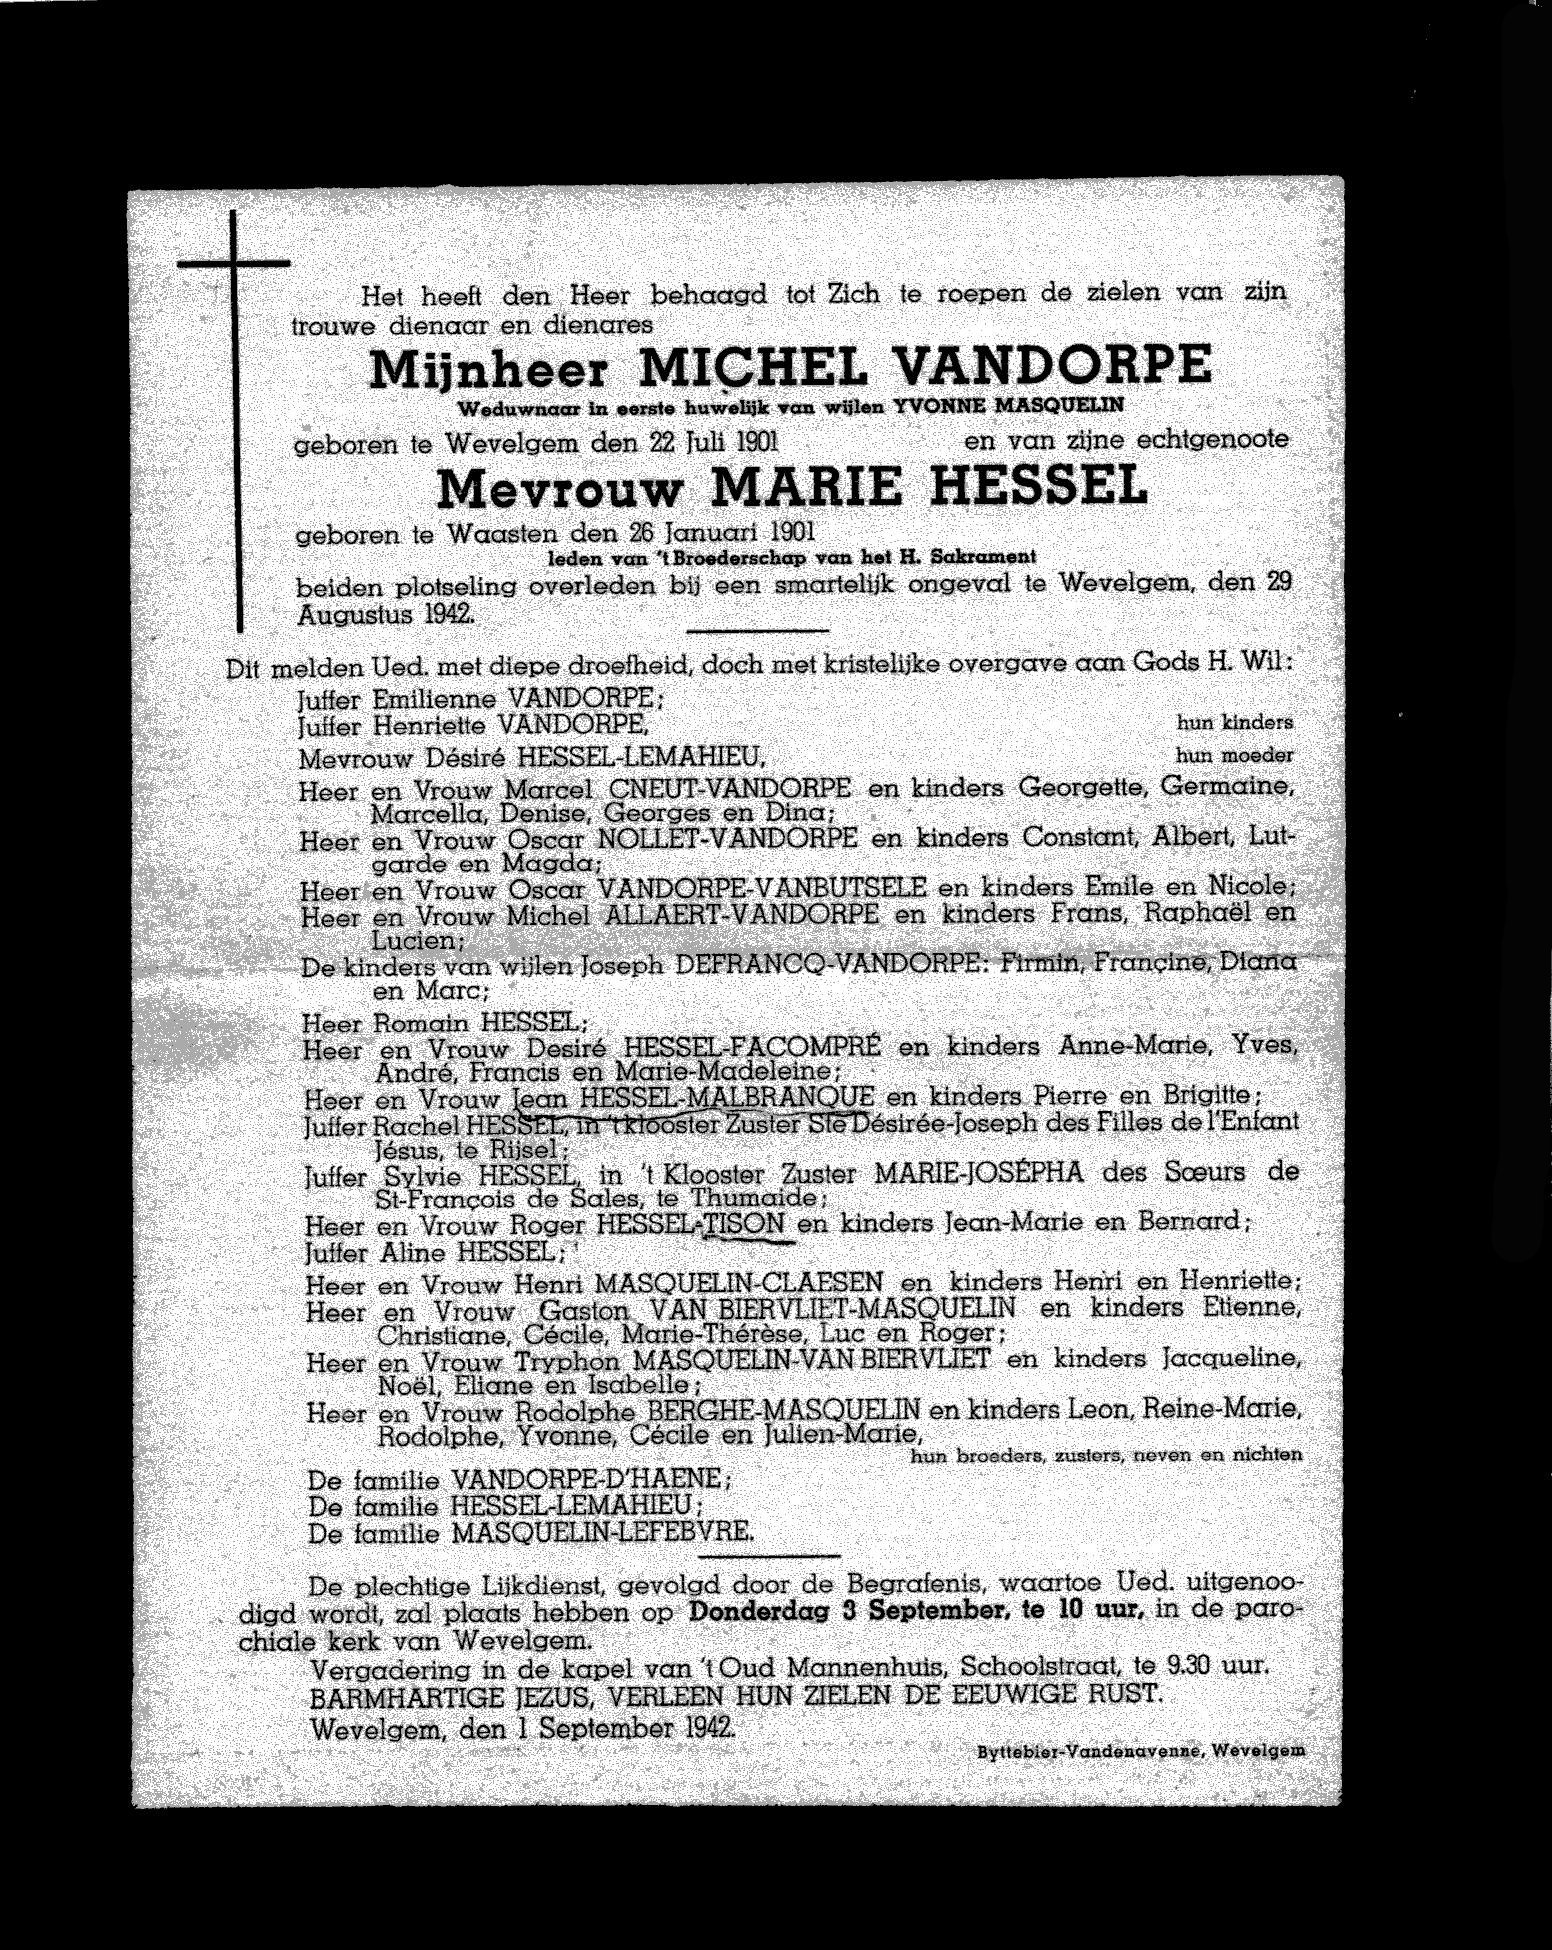 Het heeft den Heer behaagd tot Zich te roepen de zielen van zijn
trouwe dienaar en dienares
Mijnheer MICHEL VANDORPE
Weduwnaar in eerste huwelijk van wijlen YVONNE MASQUELIN
geboren te Wevelgem den 22 Juli 1901 en van zijne echtgenoote
Mevrouw MARIE HESSEL
geboren te Waasten den 26 Januari 1901
leden van 't Broederschap van het H. Sakrament
beiden plotseling overleden bij een smartelijk ongeval te Wevelgem, den 29
Augustus 1942.
Dit melden Ued. met diepe droefheid, doch met kristelijke overgave aan Gods H. Wil:
Juffer Emilienne VANDORPE;
Juffer Henriette VANDORPE, hun kinders
Mevrouw Désiré HESSEL-LEMAHIEU, hun moeder
Heer en Vrouw Marcel CNEUT-VANDORPE en kinders Georgette, Germaine,
Marcella, Denise, Georges en Dina;
Heer en Vrouw Oscar NOLLET-VANDORPE en kinders Constant, Albert, Lut-
garde en Magda;
Heer en Vrouw Oscar VANDORPE-VANBUTSELE en kinders Emile en Nicole;
Heer en Vrouw Michel ALLAERT-VANDORPE en kinders Frans, Raphaël en
Lucien;
De kinders van wijlen Joseph DEFRANCQ-VANDORPE: Firmin, Françine, Diana
en Marc;
Heer Romain HESSEL;
Heer en Vrouw Desiré HESSEL-FACOMPRÉ en kinders Anne-Marie, Yves,
André, Francis en Marie-Madeleine;
Heer en Vrouw Jean HESSEL-MALBRANQUE en kinders Pierre en Brigitte;
Juffer Rachel HESSEL, in 't klooster Zuster Ste Désirée-Joseph des Filles de l'Enfant
Jésus, te Rijsel;
Juffer Sylvie HESSEL, in 't Klooster Zuster MARIE-JOSÉPHA des Sœurs de
St-François de Sales, te Thumaide;
Heer en Vrouw Roger HESSEL-TISON en kinders Jean-Marie en Bernard;
Juffer Aline HESSEL;
Heer en Vrouw Henri MASQUELIN-CLAESEN en kinders Henri en Henriette;
Heer en Vrouw Gaston VAN BIERVLIET-MASQUELIN en kinders Etienne,
Christiane, Cécile, Marie-Thérèse, Luc en Roger;
Heer en Vrouw Tryphon MASQUELIN-VAN BIERVLIET en kinders Jacqueline,
Noël, Eliane en Isabelle;
Heer en Vrouw Rodolphe BERGHE-MASQUELIN en kinders Leon, Reine-Marie,
Rodolphe, Yvonne, Cécile en Julien-Marie,
hun broeders, zusters, neven en nichten
De familie VANDORPE-D'HAENE;
De familie HESSEL-LEMAHIEU;
De familie MASQUELIN-LEFEBVRE.
De plechtige Lijkdienst, gevolgd door de Begrafenis, waartoe Ued. uitgenoo-
digd wordt, zal plaats hebben op Donderdag 3 September, te 10 uur, in de paro-
chiale kerk van Wevelgem.
Vergadering in de kapel van 't Oud Mannenhuis, Schoolstraat, te 9.30 uur.
BARMHARTIGE JEZUS, VERLEEN HUN ZIELEN DE EEUWIGE RUST.
Wevelgem, den 1 September 1942.
Byttebier-Vandenavenne, Wevelgem